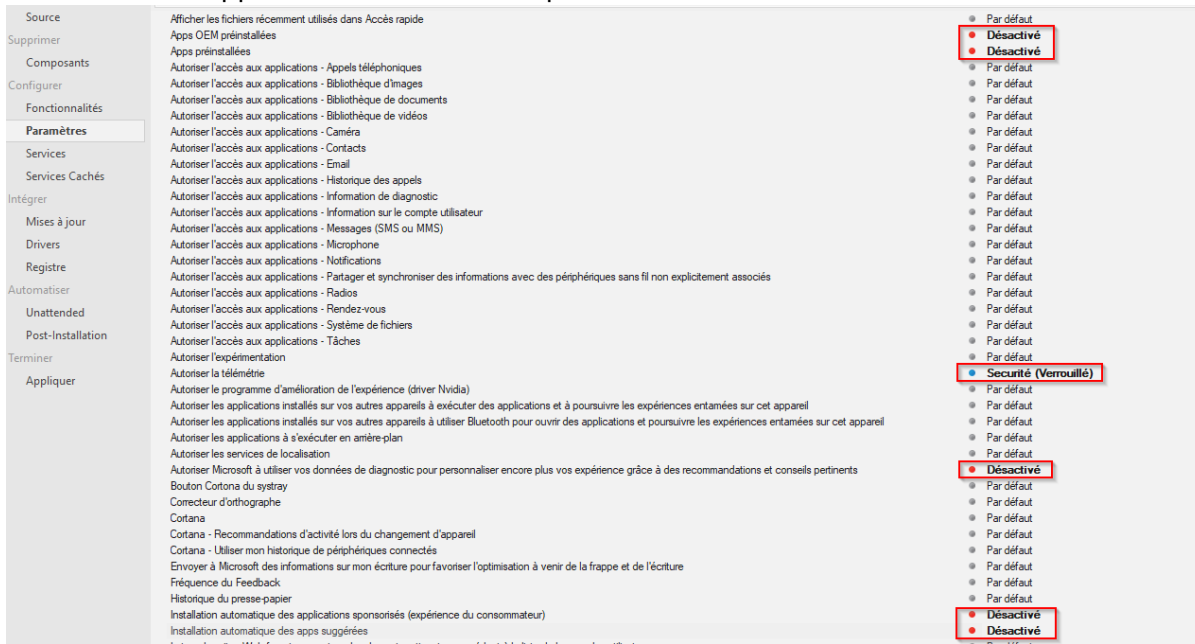 Source
Supprimer
Composants
Configurer
Fonctionnalités
Paramètres
Services
Services Cachés
Intégrer
Mises à jour
Drivers
Registre
Automatiser
Unattended
Post-Installation
Terminer
Appliquer
Afficher les fichiers récemment utilisés dans Accès rapide Par défaut
Apps OEM préinstallées Désactivé
Apps préinstallées Désactivé
Autoriser l'accès aux applications - Appels téléphoniques Par défaut
Autoriser l'accès aux applications - Bibliothèque d'images Par défaut
Autoriser l'accès aux applications - Bibliothèque de documents Par défaut
Autoriser l'accès aux applications - Bibliothèque de vidéos Par défaut
Autoriser l'accès aux applications - Caméra Par défaut
Autoriser l'accès aux applications - Contacts Par défaut
Autoriser l'accès aux applications - Email Par défaut
Autoriser l'accès aux applications - Historique des appels Par défaut
Autoriser l'accès aux applications - Information de diagnostic Par défaut
Autoriser l'accès aux applications - Information sur le compte utilisateur Par défaut
Autoriser l'accès aux applications - Messages (SMS ou MMS) Par défaut
Autoriser l'accès aux applications - Microphone Par défaut
Autoriser l'accès aux applications - Notifications Par défaut
Autoriser l'accès aux applications - Partager et synchroniser des informations avec des périphériques sans fil non explicitement associés Par défaut
Autoriser l'accès aux applications - Radios Par défaut
Autoriser l'accès aux applications - Rendez-vous Par défaut
Autoriser l'accès aux applications - Système de fichiers Par défaut
Autoriser l'accès aux applications - Tâches Par défaut
Autoriser l'expérimentation Par défaut
Autoriser la télémétrie Securité (Verrouillé)
Autoriser le programme d'amélioration de l'expérience (driver Nvidia) Par défaut
Autoriser les applications installés sur vos autres appareils à exécuter des applications et à poursuivre les expériences entamées sur cet appareil Par défaut
Autoriser les applications installés sur vos autres appareils à utiliser Bluetooth pour ouvrir des applications et poursuivre les expériences entamées sur cet appareil Par défaut
Autoriser les applications à s'exécuter en arrière-plan Par défaut
Autoriser les services de localisation Par défaut
Autoriser Microsoft à utiliser vos données de diagnostic pour personnaliser encore plus vos expérience grâce à des recommandations et conseils pertinents Désactivé
Bouton Cortona du systray Par défaut
Correcteur d'orthographe Par défaut
Cortana Par défaut
Cortana - Recommandations d'activité lors du changement d'appareil Par défaut
Cortana - Utiliser mon historique de périphériques connectés Par défaut
Envoyer à Microsoft des informations sur mon écriture pour favoriser l'optimisation à venir de la frappe et de l'écriture Par défaut
Fréquence du Feedback Par défaut
Historique du presse-papier Par défaut
Installation automatique des applications sponsorisés (expérience du consommateur) Désactivé
Installation automatique des apps suggérées Désactivé